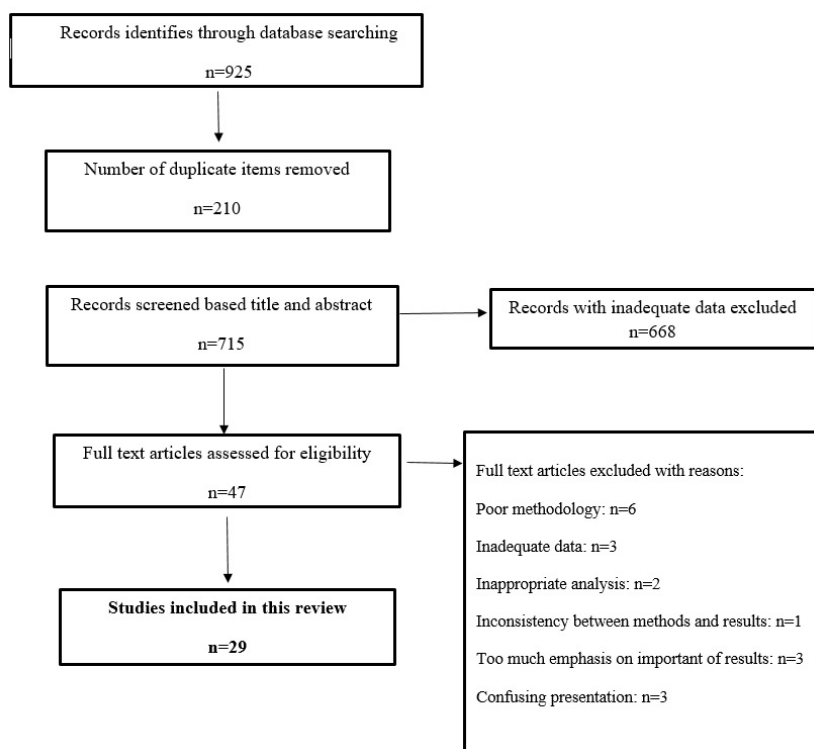 Records identifies through database searching
n=925
Number of duplicate items removed
n=210
Records screened based title and abstract
n=715
Records with inadequate data excluded
n=668
Full text articles assessed for eligibility
n=47
Full text articles excluded with reasons:
Poor methodology: n=6
Inadequate data: n=3
Inappropriate analysis: n=2
Inconsistency between methods and results: n=1
Too much emphasis on important of results: n=3
Confusing presentation: n=3
Studies included in this review
n=29